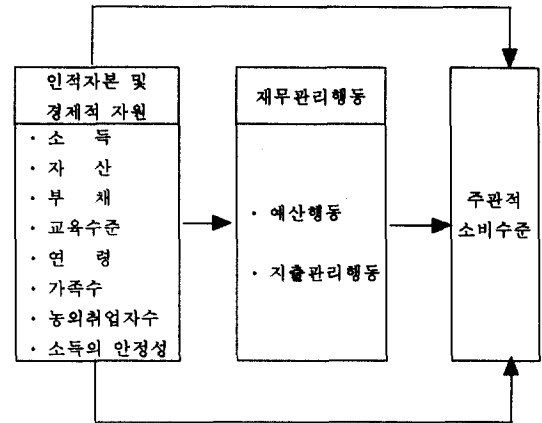 인적자본 및
경제적 자원
· 소 득
· 자 산
· 부 채
· 교육수준
· 연 령
· 가족수
· 농외취업자수
· 소득의 안정성
재무관리행동
· 예산행동
· 지출관리행동
주관적
소비수준